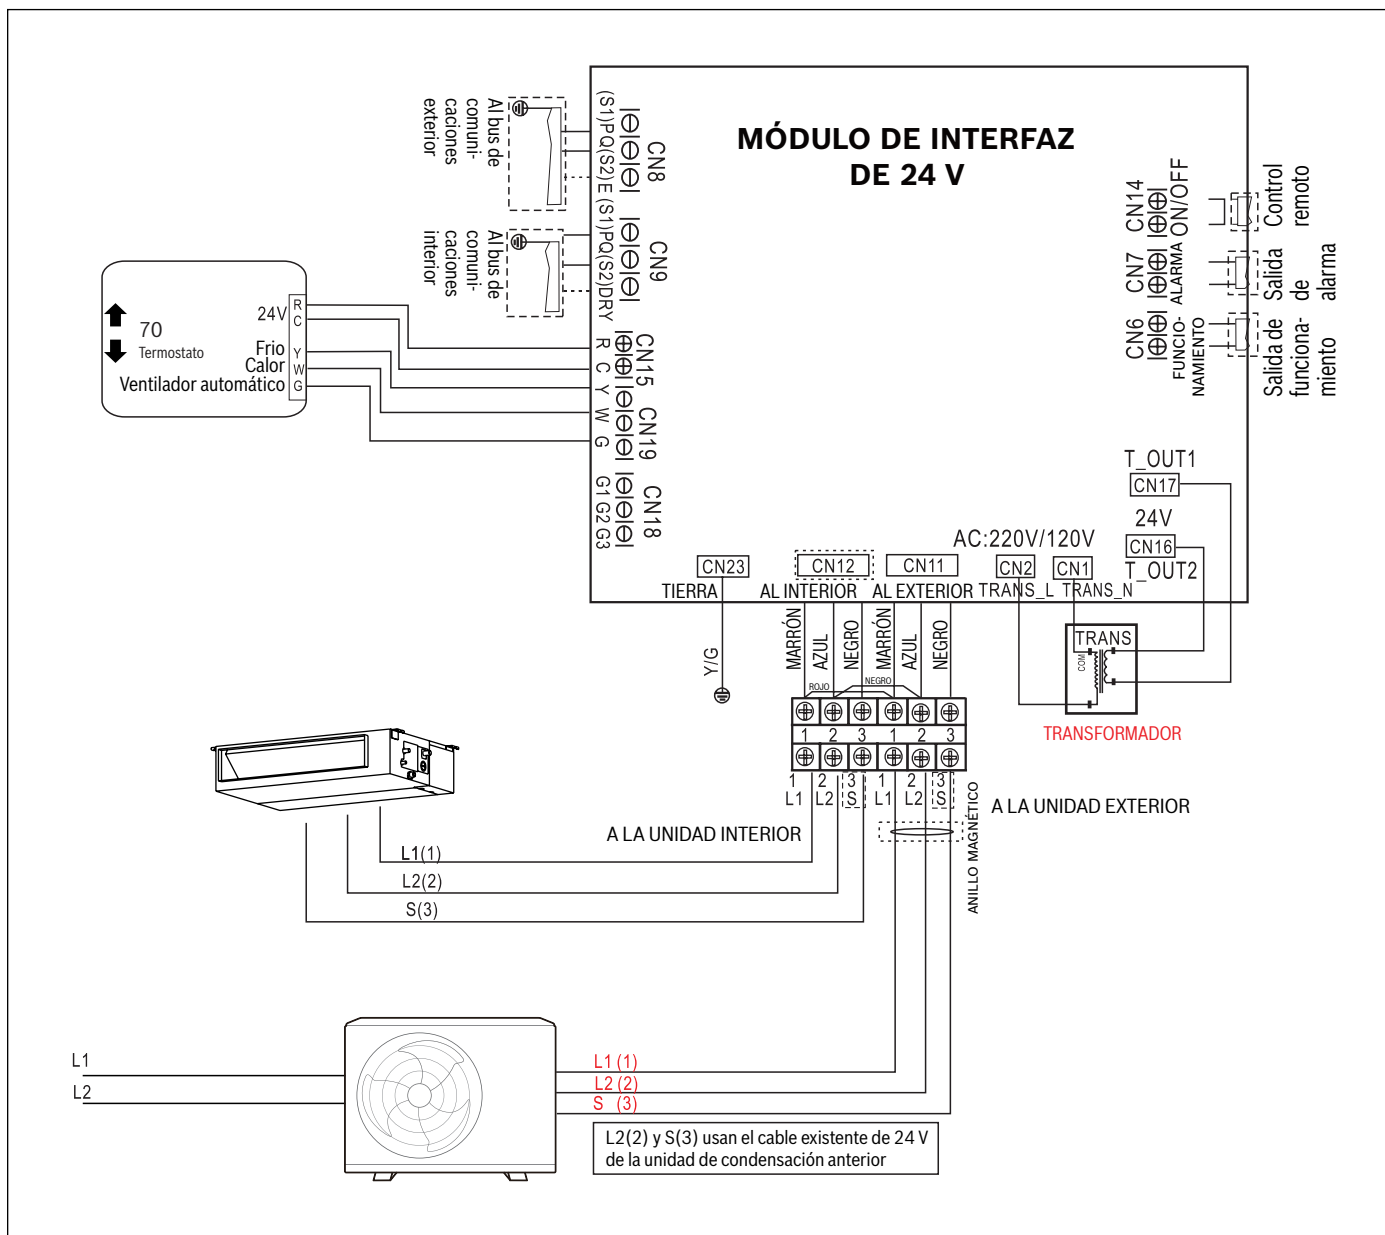 MÓDULO DE INTERFAZ
DE 24 V
Al bus de
comuni-
caciones
exterior
(S1)PQ(S2)E
CN8
Al bus de
comuni-
caciones
interior
(S1)PQ(S2)DRY
CN9
70
Termostato
24V
Frio
Calor
Ventilador automático
R
C
Y
W
G
R
C
CN15
Y
W
G
CN19
G1 G2 G3
CN18
CN14
ON/OFF
Control
remoto
CN7
ALARMA
Salida
de
alarma
CN6
FUNCIO-
NAMIENTO
Salida de
funciona-
miento
T_OUT1
CN17
24V
CN16
T_OUT2
AC:220V/120V
CN23
CN12
CN11
CN2
CN1
TIERRA
AL INTERIOR
AL EXTERIOR
TRANS_L
TRANS_N
Y/G
MARRÓN
AZUL
NEGRO
MARRÓN
AZUL
NEGRO
ROJO
NEGRO
TRANS
COM
TRANSFORMADOR
1 2 3 1 2 3
1 2 3 1 2 3
L1 L2 S L1 L2 S
A LA UNIDAD INTERIOR
A LA UNIDAD EXTERIOR
ANILLO MAGNÉTICO
L1(1)
L2(2)
S(3)
L1
L2
L1 (1)
L2 (2)
S (3)
L2(2) y S(3) usan el cable existente de 24 V
de la unidad de condensación anterior